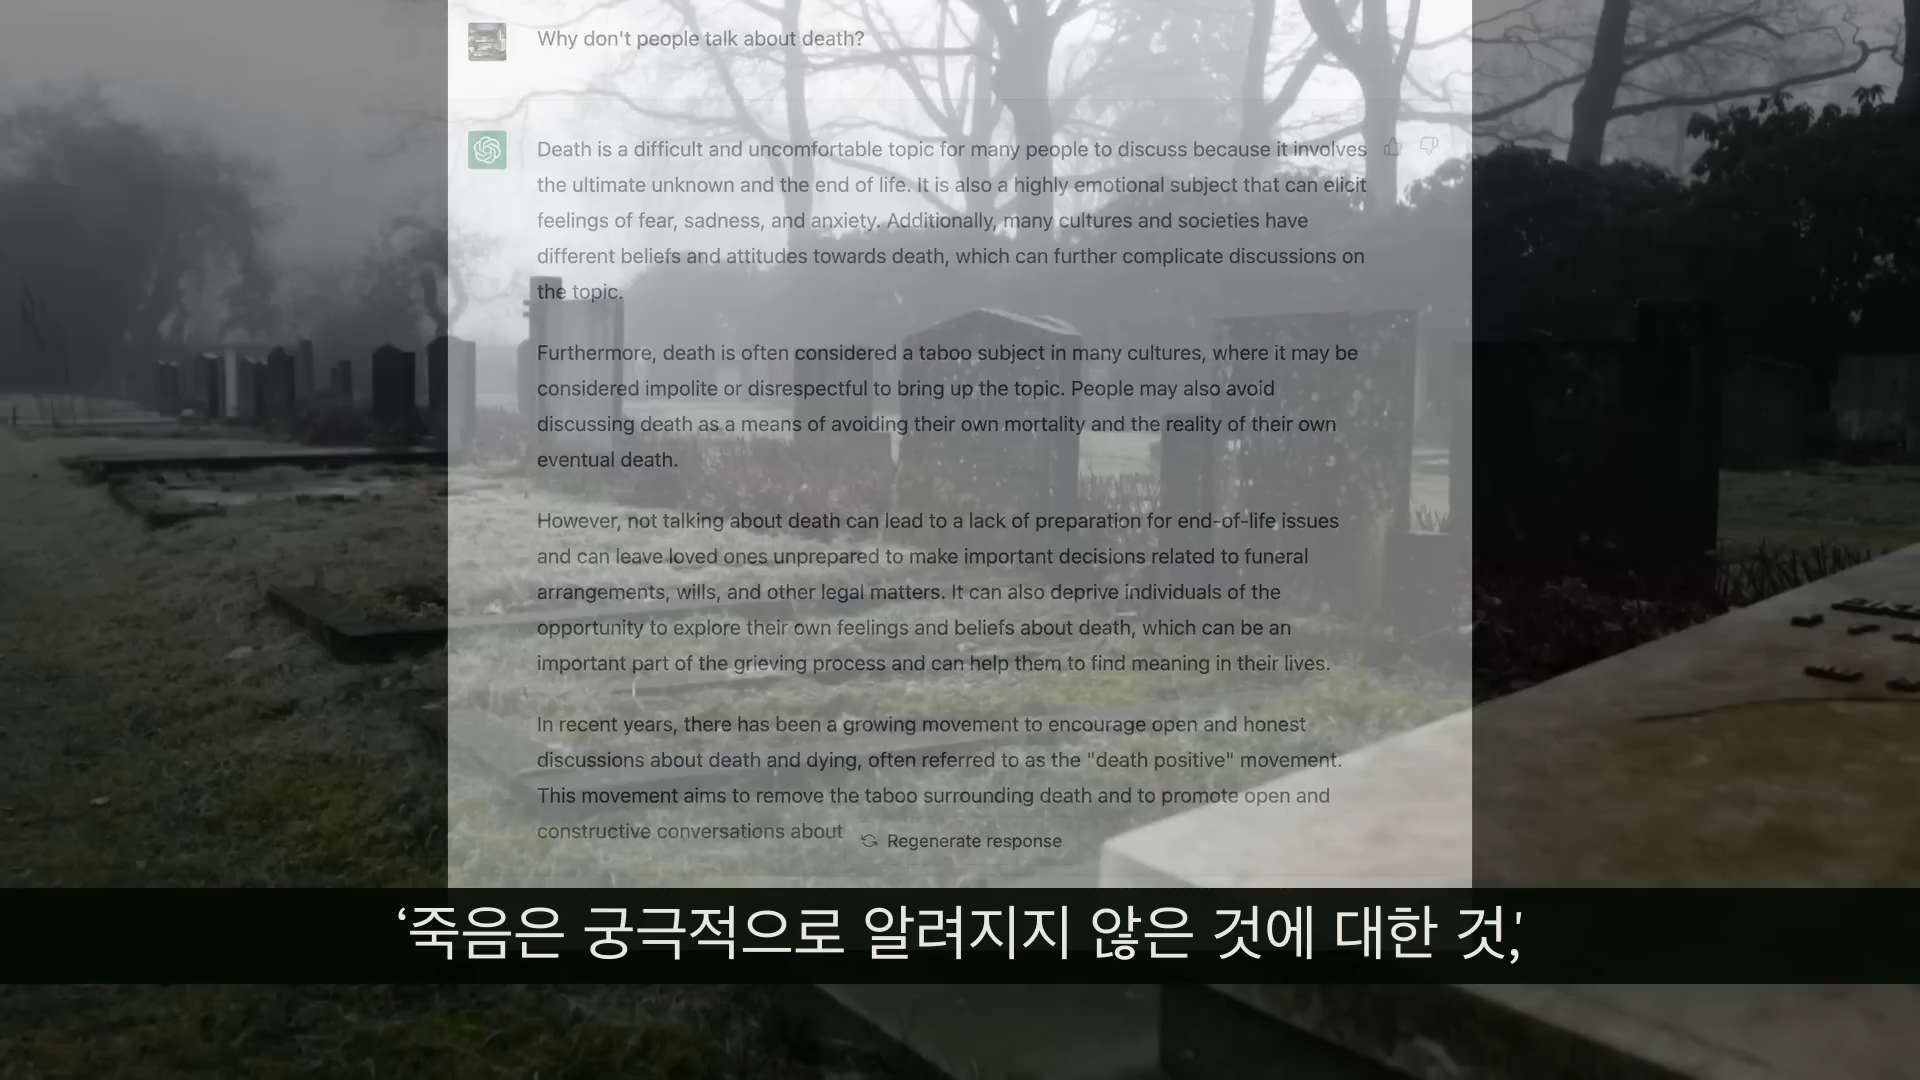 Why don't people talk about death?
Death is a difficult and uncomfortable topic for many people to discuss because it involves
the ultimate unknown and the end of life. It is also a highly emotional subject that can elicit
feelings of fear, sadness, and anxiety. Additionally, many cultures and societies have
different beliefs and attitudes towards death, which can further complicate discussions on
the topic.
Furthermore, death is often considered a taboo subject in many cultures, where it may be
considered impolite or disrespectful to bring up the topic. People may also avoid
discussing death as a means of avoiding their own mortality and the reality of their own
eventual death.
However, not talking about death can lead to a lack of preparation for end-of-life issues
and can leave loved ones unprepared to make important decisions related to funeral
arrangements, wills, and other legal matters. It can also deprive individuals of the
opportunity to explore their own feelings and beliefs about death, which can be an
important part of the grieving process and can help them to find meaning in their lives.
In recent years, there has been a growing movement to encourage open and honest
discussions about death and dying, often referred to as the "death positive" movement.
This movement aims to remove the taboo surrounding death and to promote open and
constructive conversations about
Regenerate response
‘죽음은 궁극적으로 알려지지 않은 것에 대한 것,’